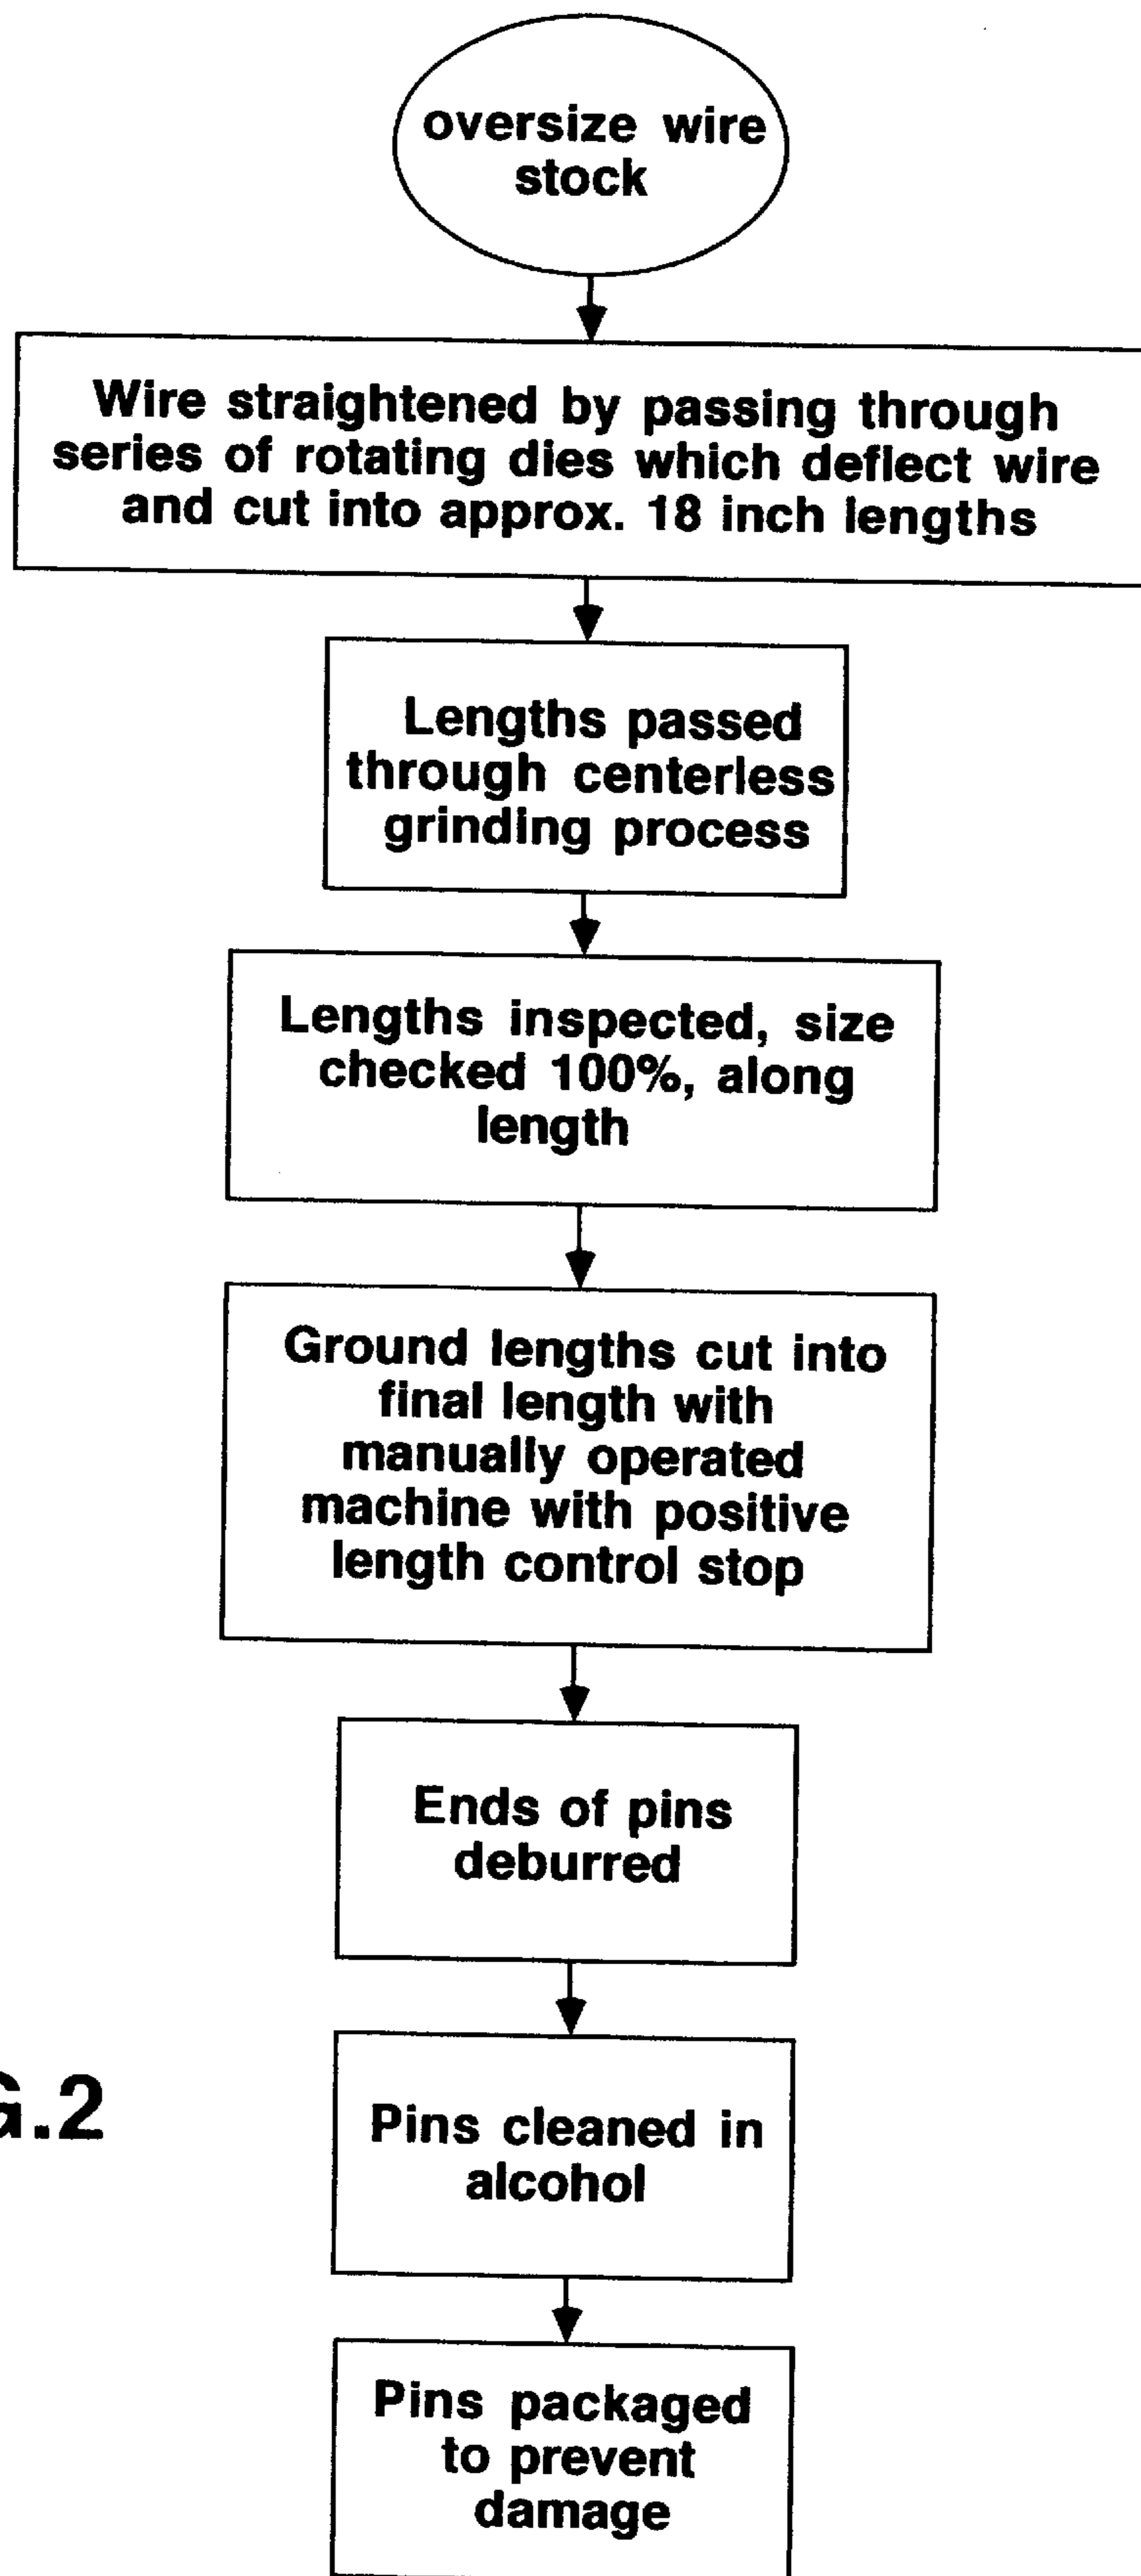 oversize wire
stock
Wire straightened by passing through
series of rotating dies which deflect wire
and cut into approx. 18 inch lengths
Lengths passed
through centerless
grinding process
Lengths inspected, size
checked 100%, along
length
Ground lengths cut into
final length with
manually operated
machine with positive
length control stop
Ends of pins
deburred
G.2
Pins cleaned in
alcohol
Pins packaged
to prevent
damage